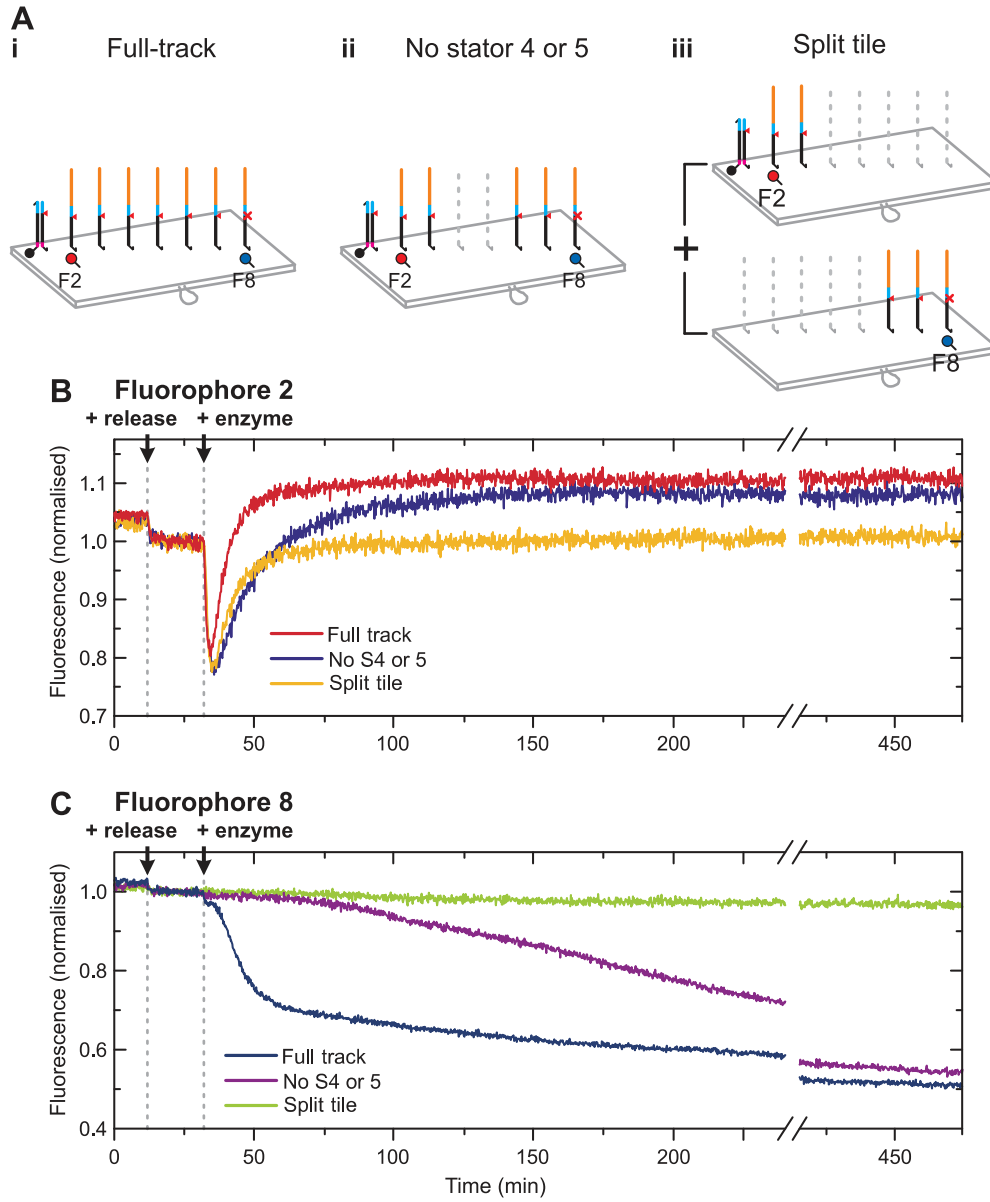 A
i Full-track ii No stator 4 or 5 iii Split tile
F2
F2 F8 F2 F8
+
F8
B Fluorophore 2
+ release + enzyme
Fluorescence (normalised)
1.1
1.0
0.9
0.8
0.7
Full track
No S4 or 5
Split tile
0 50 100 150 200 450
C Fluorophore 8
+ release + enzyme
Fluorescence (normalised)
1.0
0.8
0.6
0.4
Full track
No S4 or 5
Split tile
0 50 100 150 200 450
Time (min)